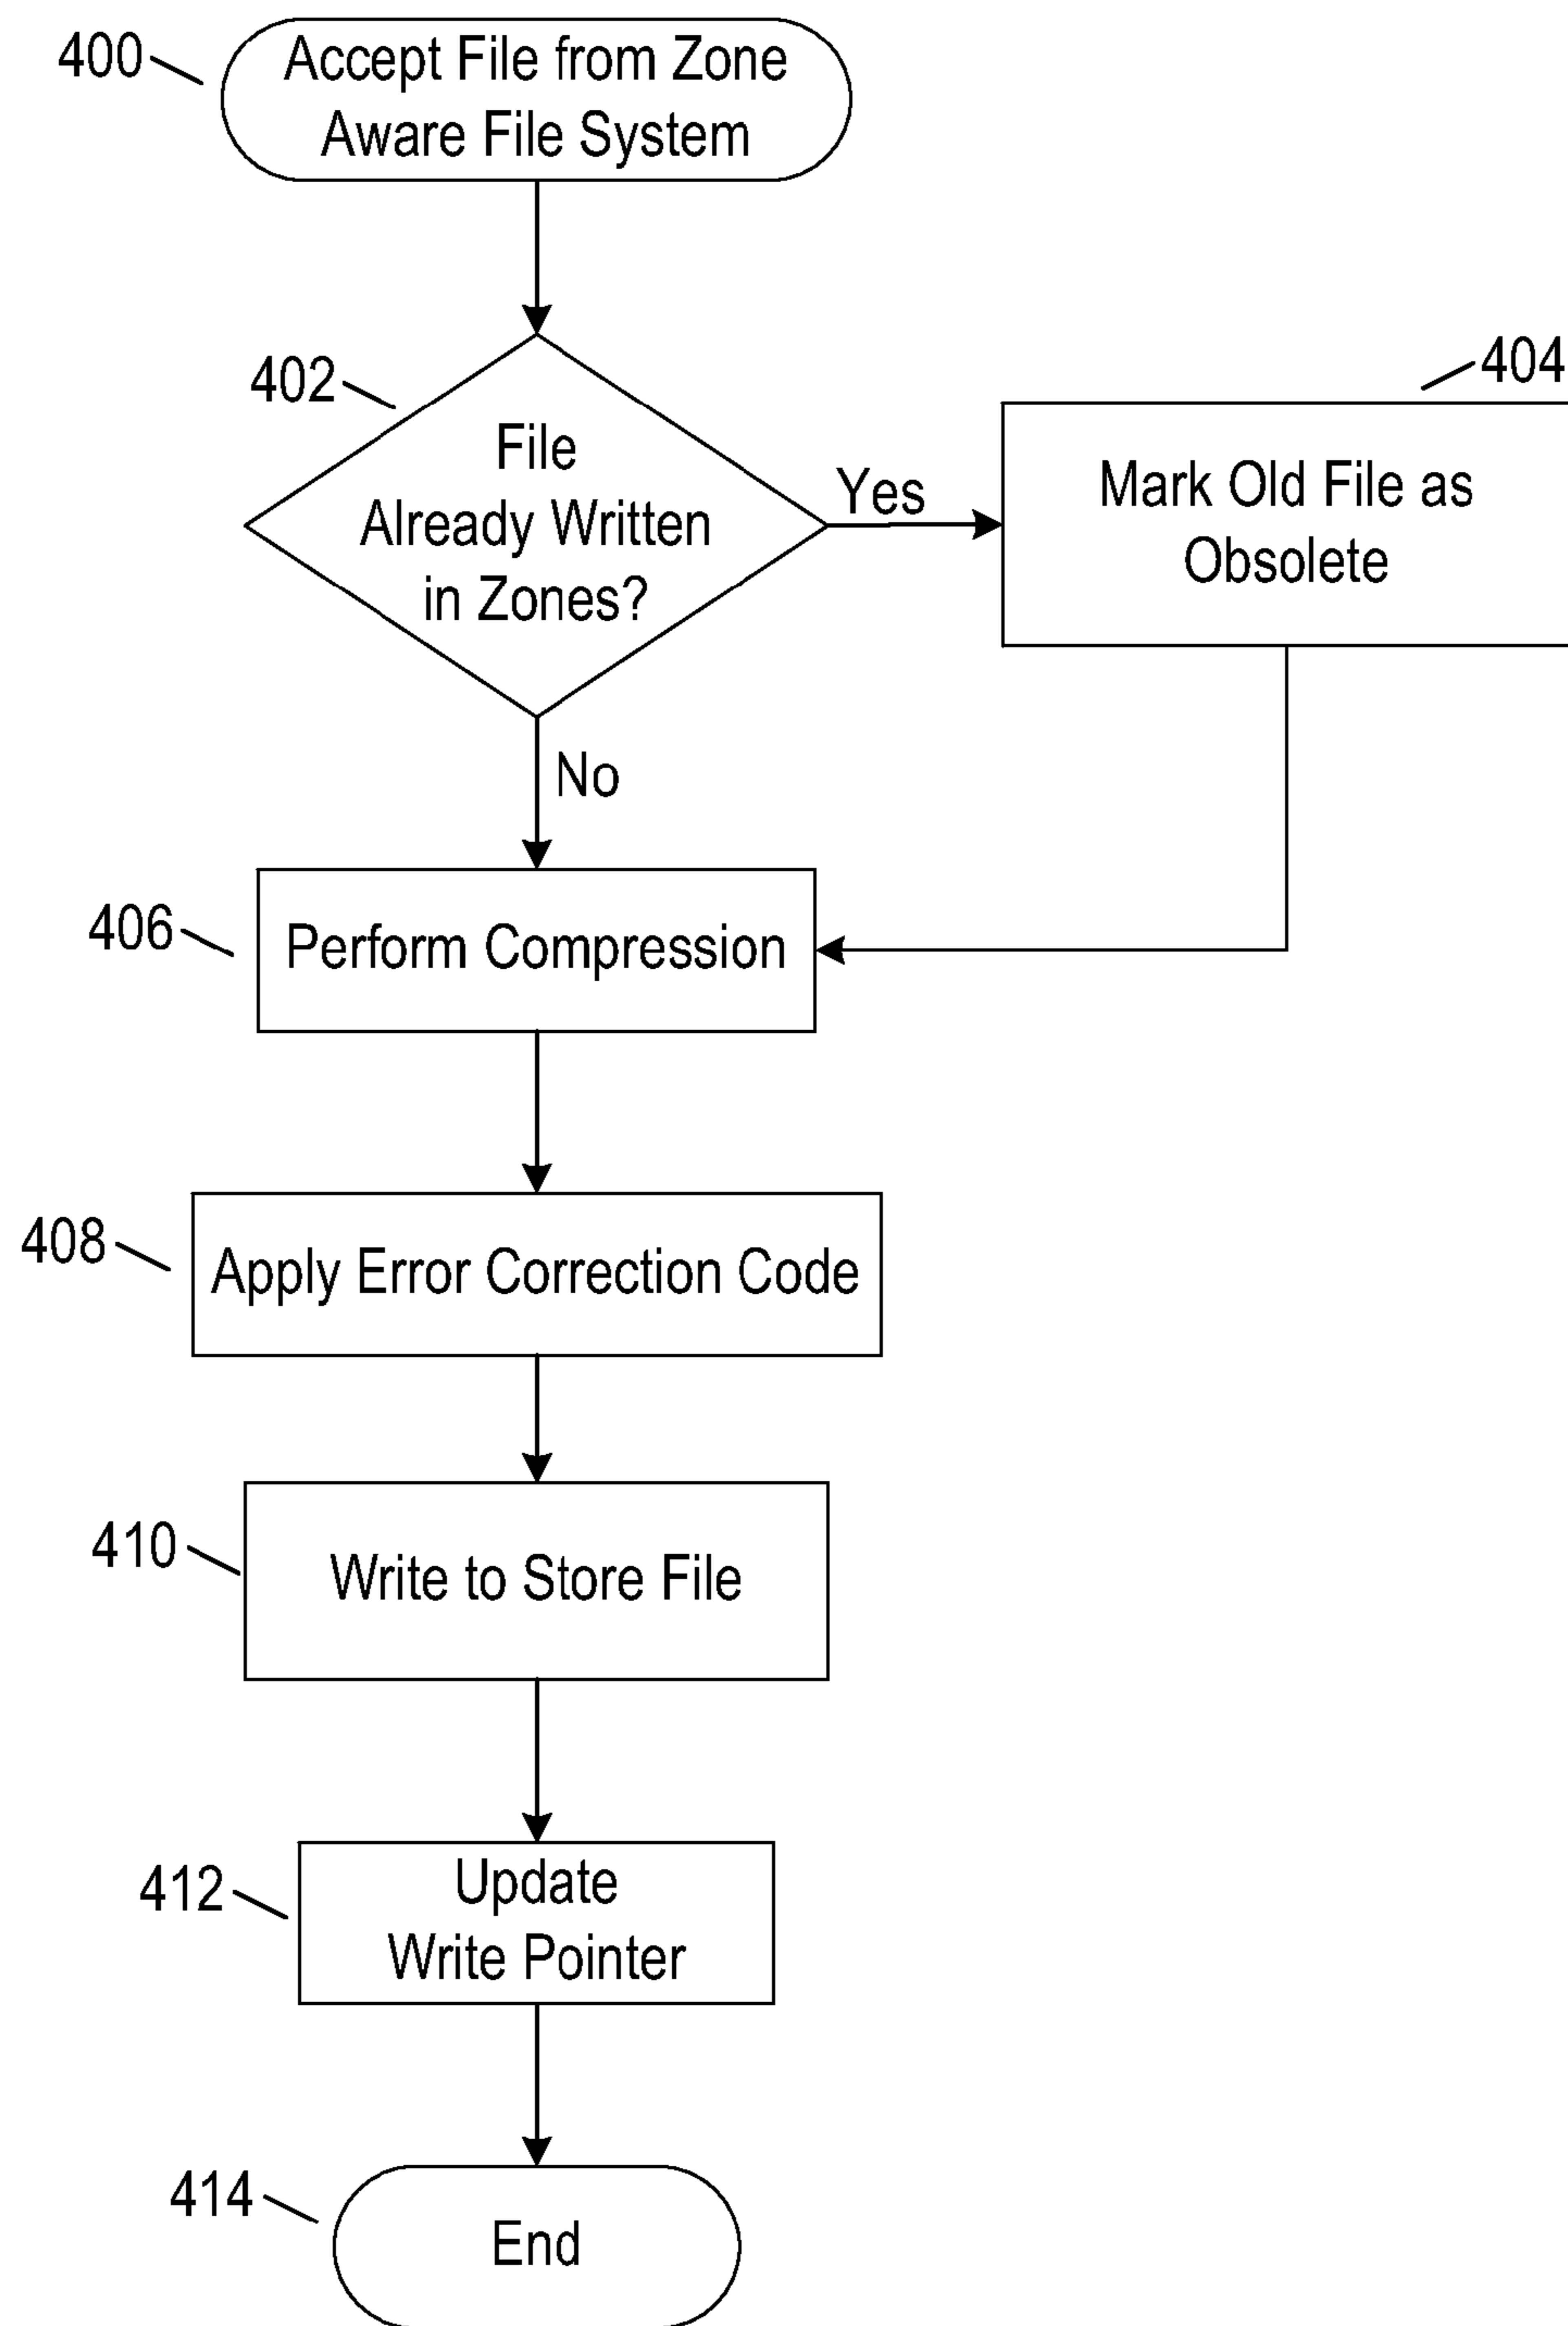 400
Accept File from Zone
Aware File System
402
File
Already Written
in Zones?
Yes
404
Mark Old File as
Obsolete
No
406
Perform Compression
408
Apply Error Correction Code
410
Write to Store File
412
Update
Write Pointer
414
End